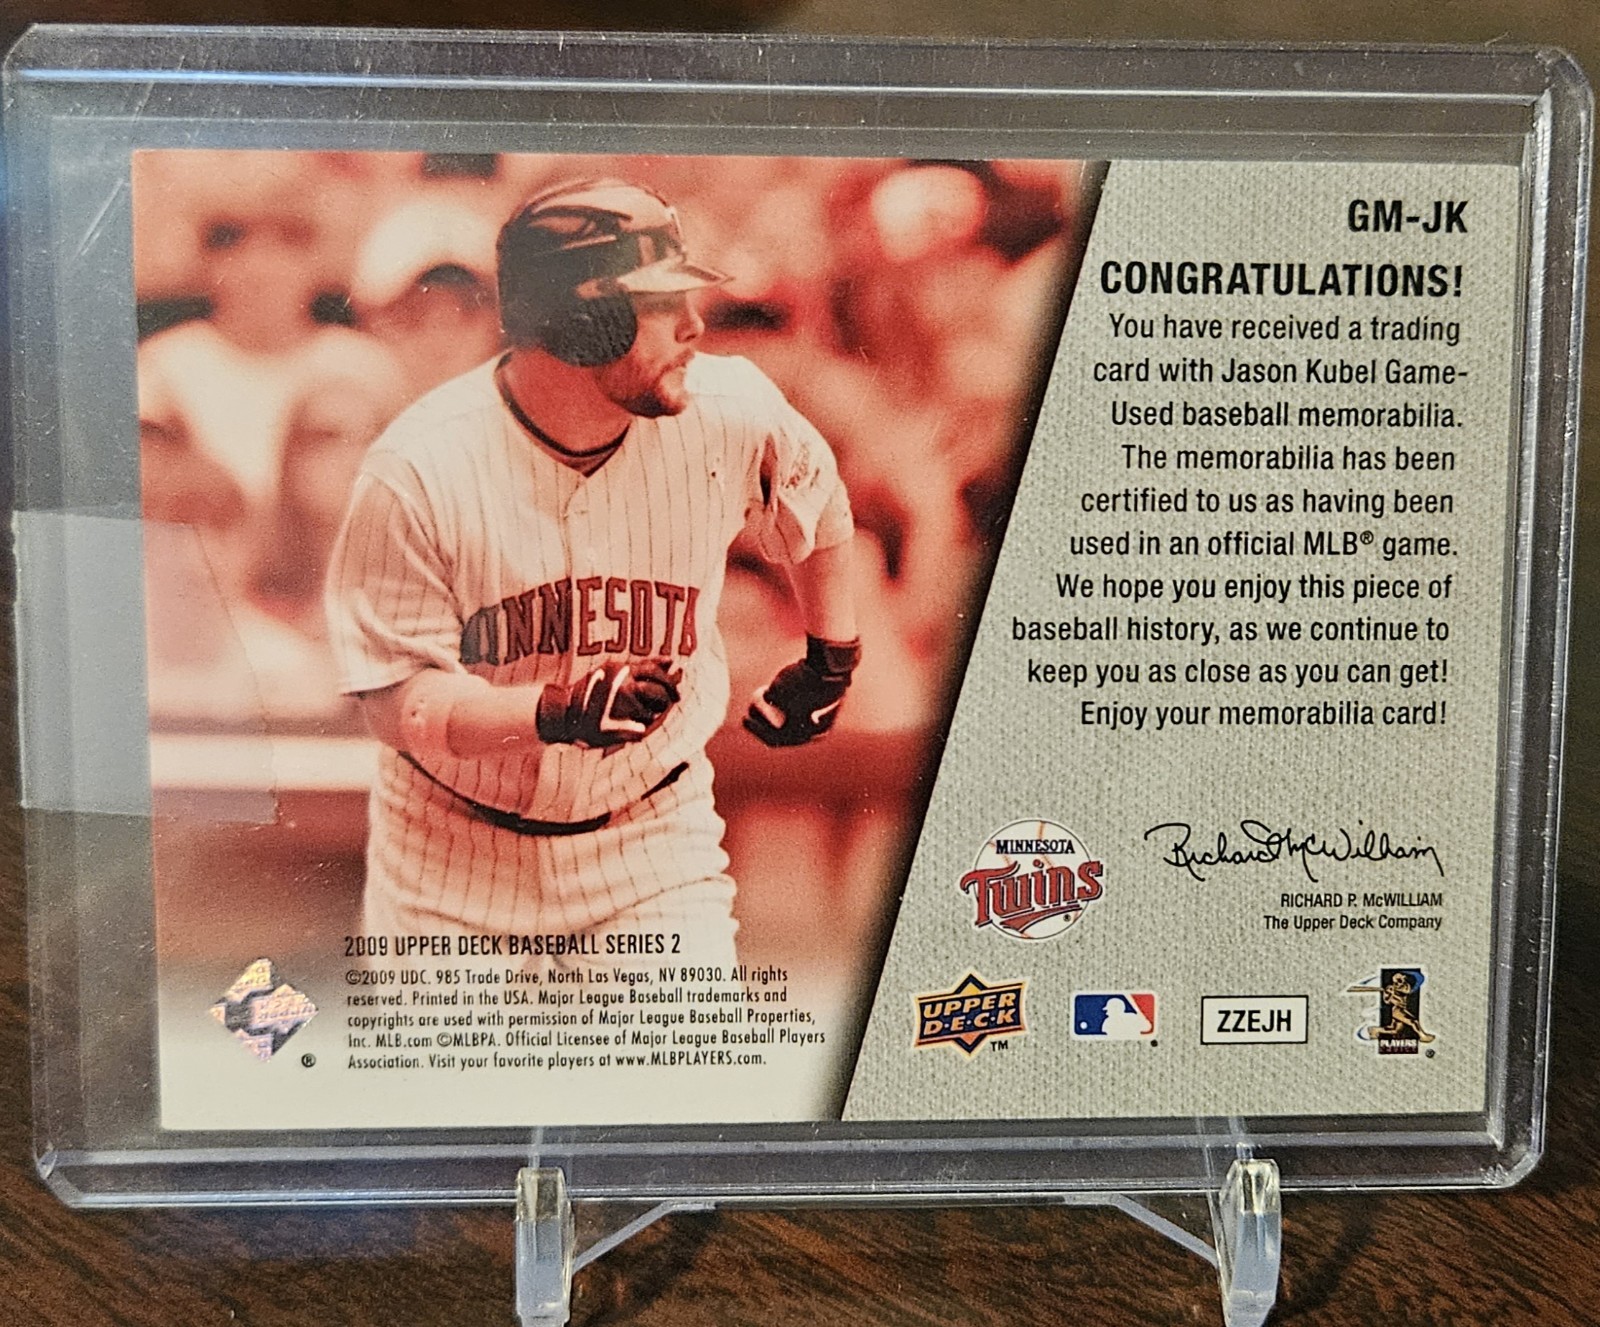 GM-JK
CONGRATULATIONS!
You have received a trading
card with Jason Kubel Game-
Used baseball memorabilia.
The memorabilia has been
certified to us as having been
used in an official MLB® game.
We hope you enjoy this piece of
baseball history, as we continue to
keep you as close as you can get!
Enjoy your memorabilia card!
MINNESOTA
MINNESOTA
Twins
®
Richard P. McWilliam
RICHARD P. McWILLIAM
The Upper Deck Company
2009 UPPER DECK BASEBALL SERIES 2
©2009 UDC. 985 Trade Drive, North Las Vegas, NV 89030. All rights
reserved. Printed in the USA. Major League Baseball trademarks and
copyrights are used with permission of Major League Baseball Properties,
Inc. MLB.com ©MLBPA. Official Licensee of Major League Baseball Players
Association. Visit your favorite players at www.MLBPLAYERS.com.
®
UPPER
D·E·C·K
TM
®
ZZEJH
PLAYERS
CHOICE
®